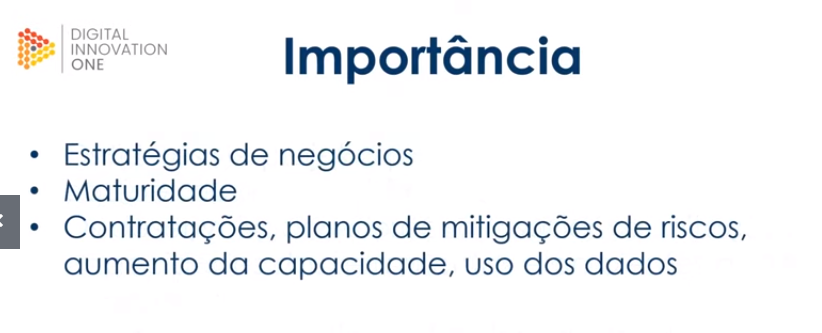 DIGITAL
INNOVATION
ONE
Importância
• Estratégias de negócios
• Maturidade
• Contratações, planos de mitigações de riscos,
aumento da capacidade, uso dos dados